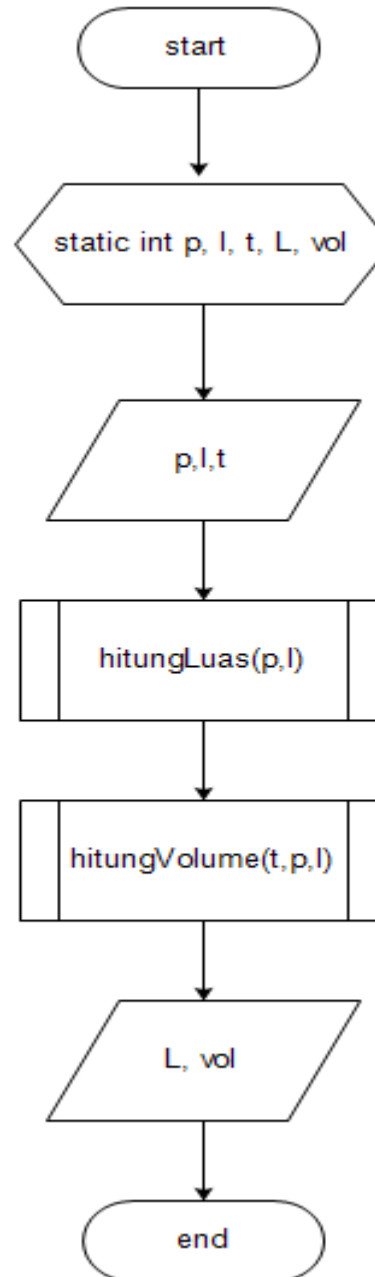 start
static int p, l, t, L, vol
p,l,t
hitungLuas(p,l)
hitungVolume(t,p,l)
L, vol
end